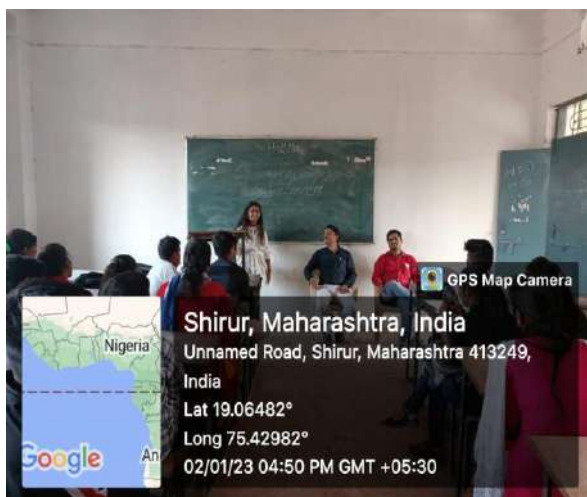 GPS Map Camera
Nigeria
Google
An
Shirur, Maharashtra, India
Unnamed Road, Shirur, Maharashtra 413249,
India
Lat 19.06482°
Long 75.42982°
02/01/23 04:50 PM GMT +05:30